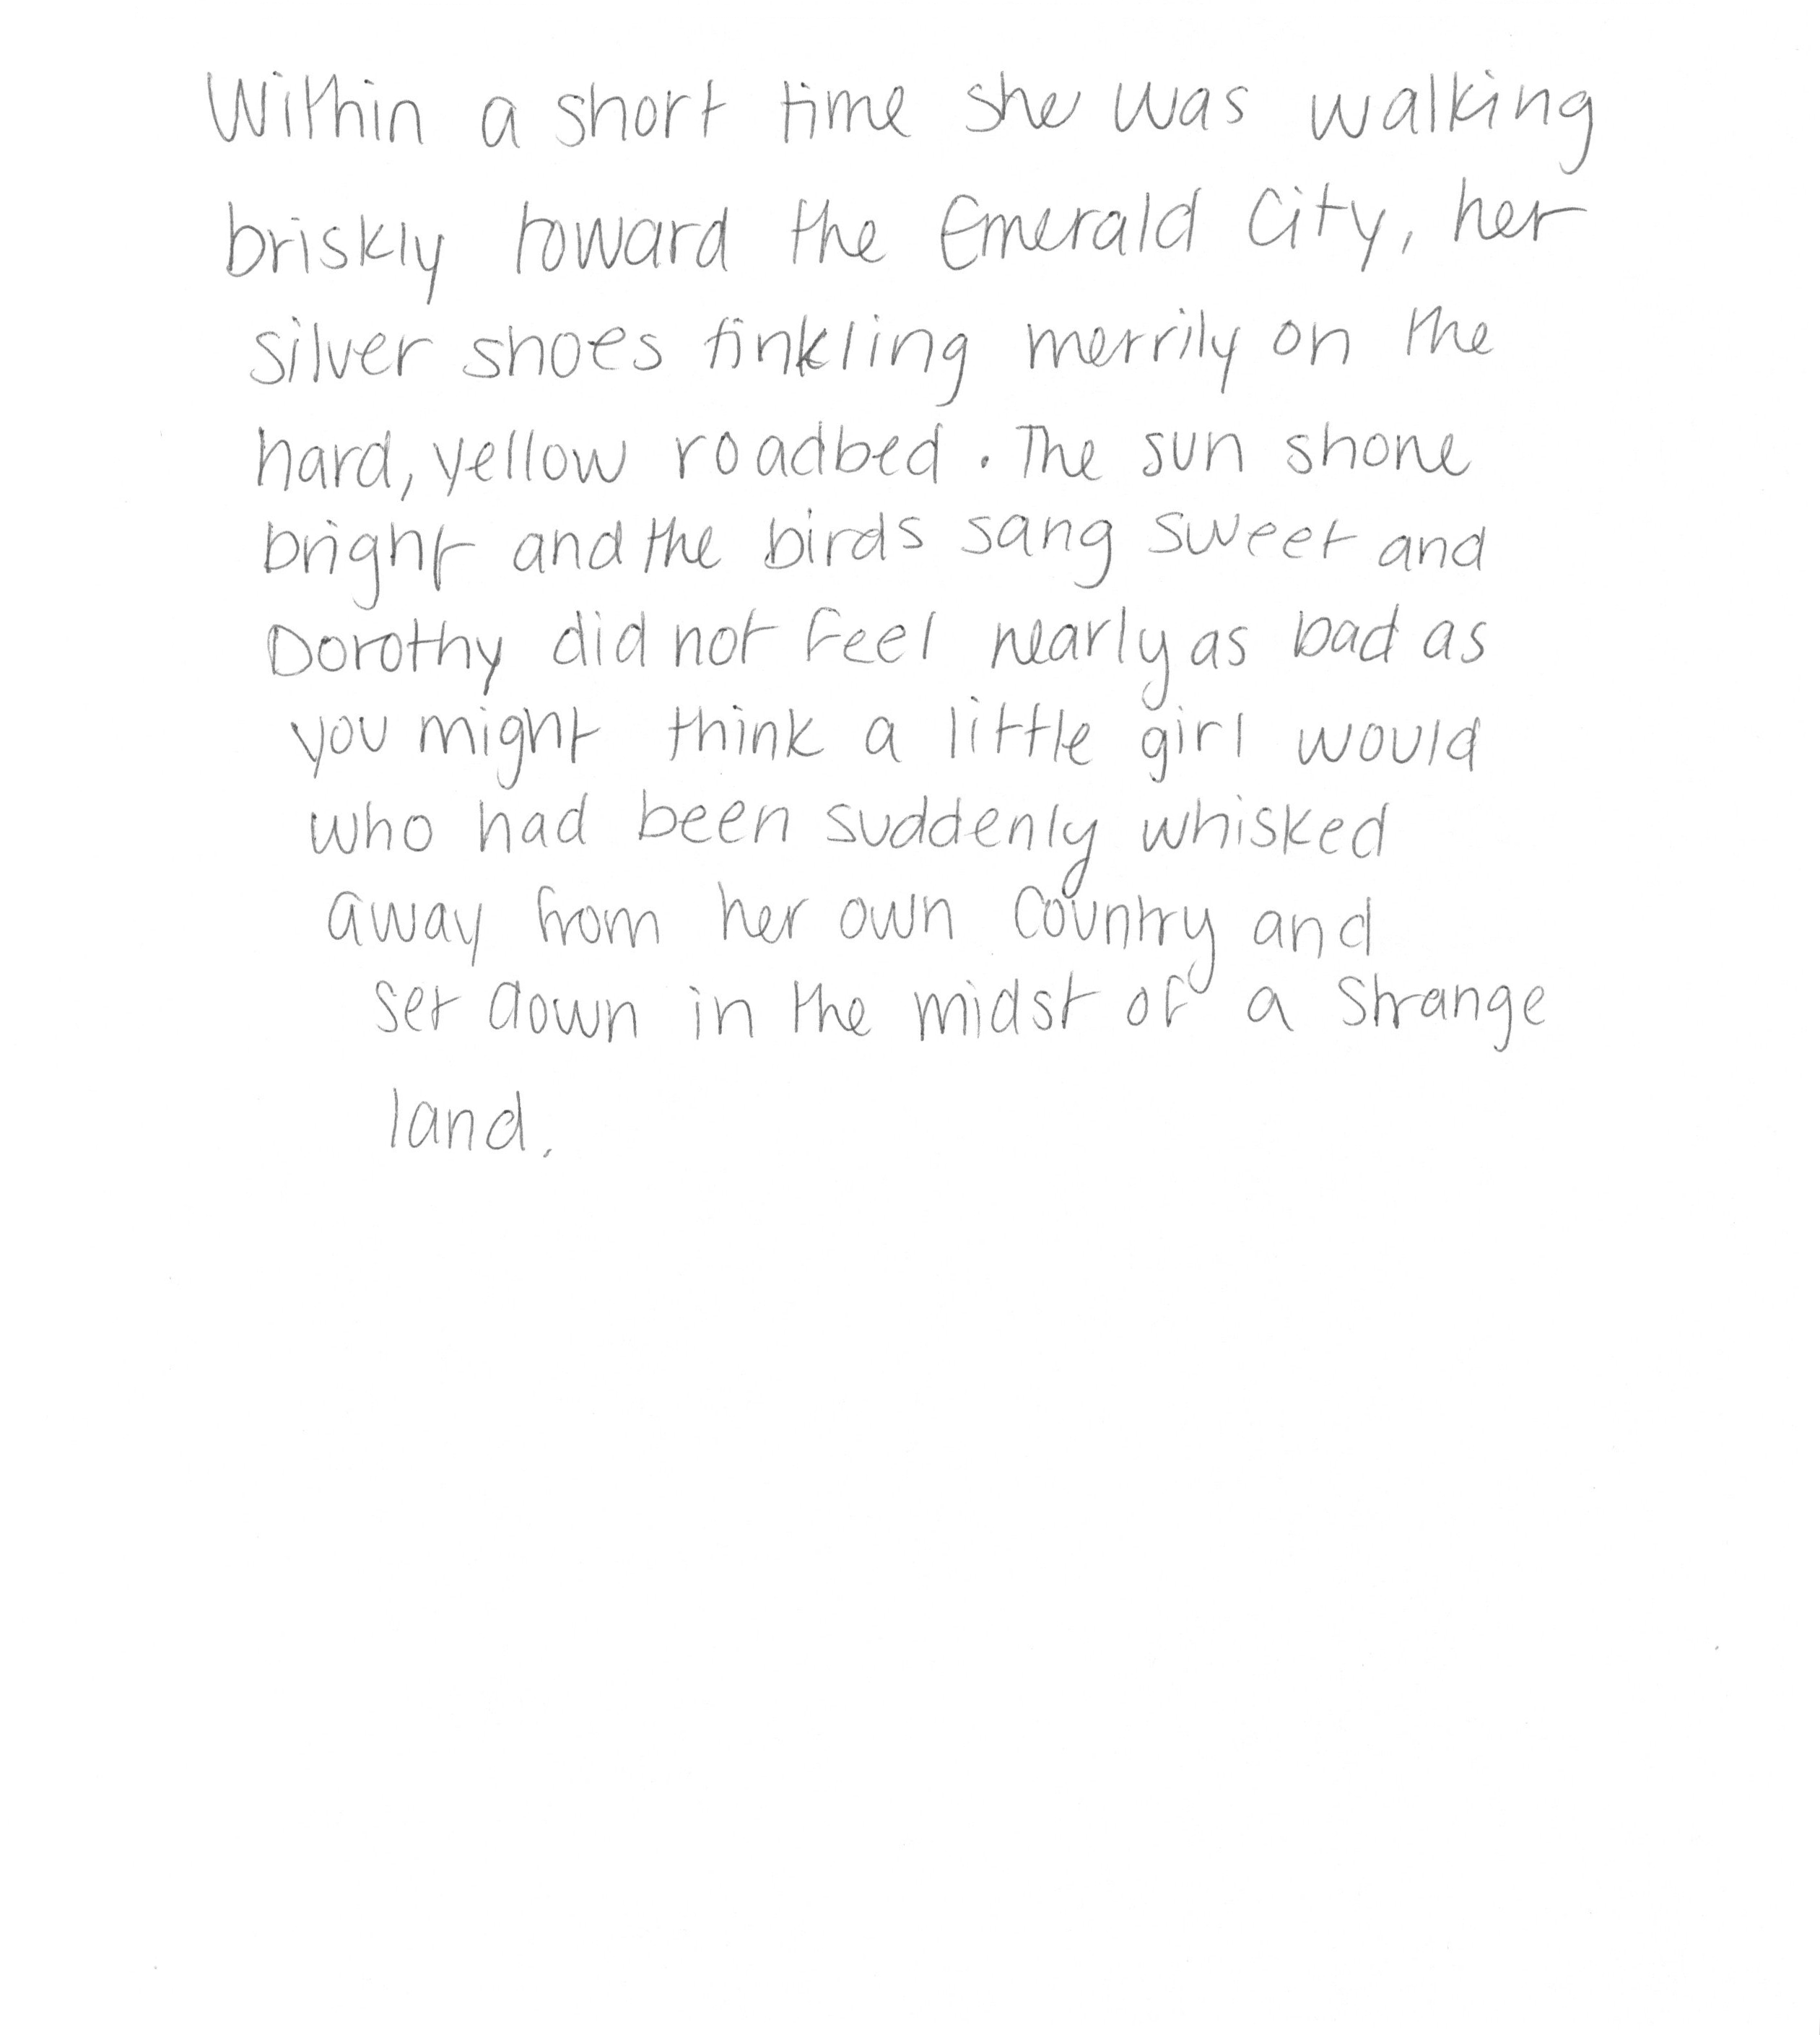 Within a short time she was walking
briskly toward the Emerald City, her
silver shoes tinkling merrily on the
hard, yellow roadbed. The sun shone
bright and the birds sang sweet and
Dorothy did not feel nearly as bad as
you might think a little girl would
who had been suddenly whisked
away from her own country and
set down in the midst of a strange
land.